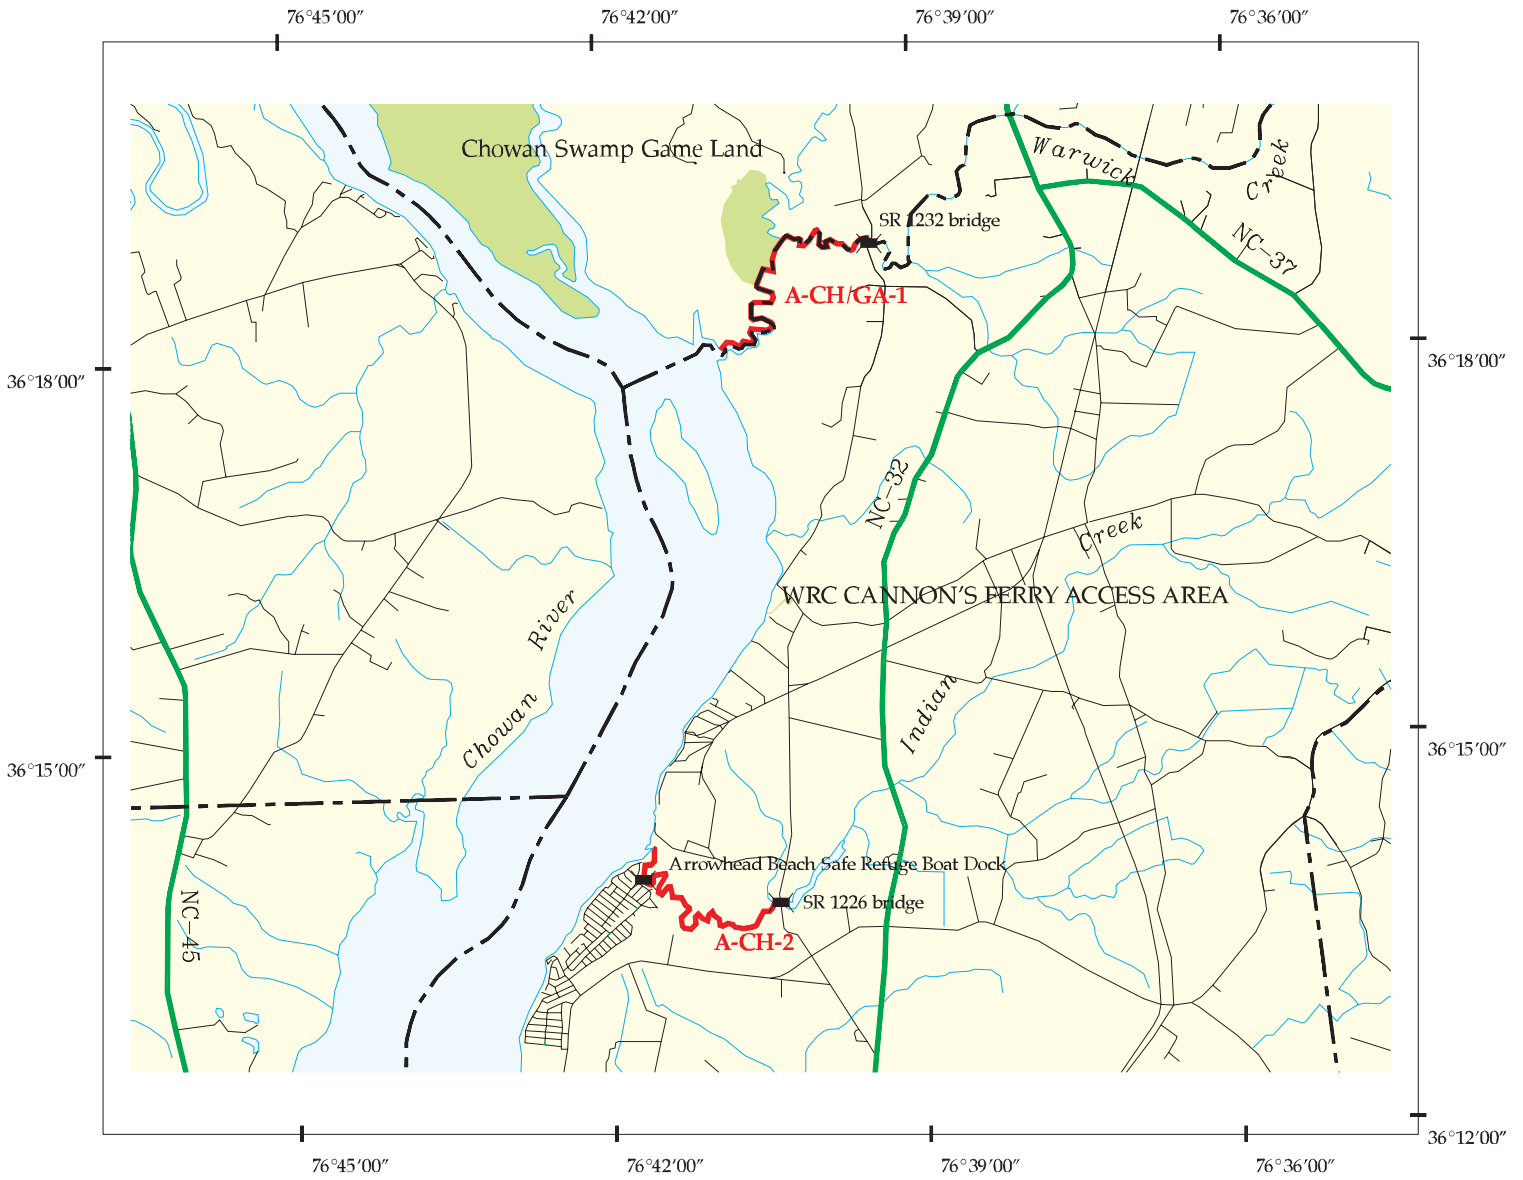 76°45′00″
76°42′00″
76°39′00″
76°36′00″
Chowan Swamp Game Land
Warwick
Creek
SR 1232 bridge
NC-37
A-CH/GA-1
36°18′00″
36°18′00″
NC-32
Creek
WRC CANNON'S FERRY ACCESS AREA
River
Chowan
Indian
36°15′00″
36°15′00″
Arrowhead Beach Safe Refuge Boat Dock
SR 1226 bridge
NC-45
A-CH-2
36°12′00″
76°45′00″
76°42′00″
76°39′00″
76°36′00″